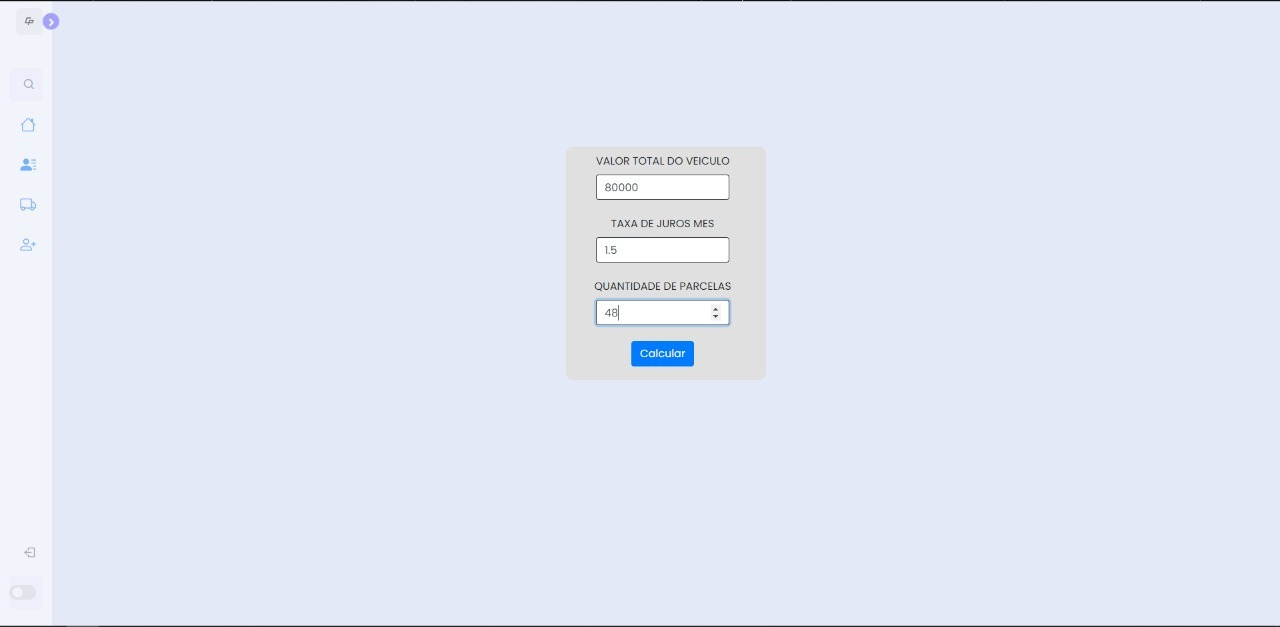 VALOR TOTAL DO VEICULO
80000
TAXA DE JUROS MES
1.5
QUANTIDADE DE PARCELAS
48
Calcular